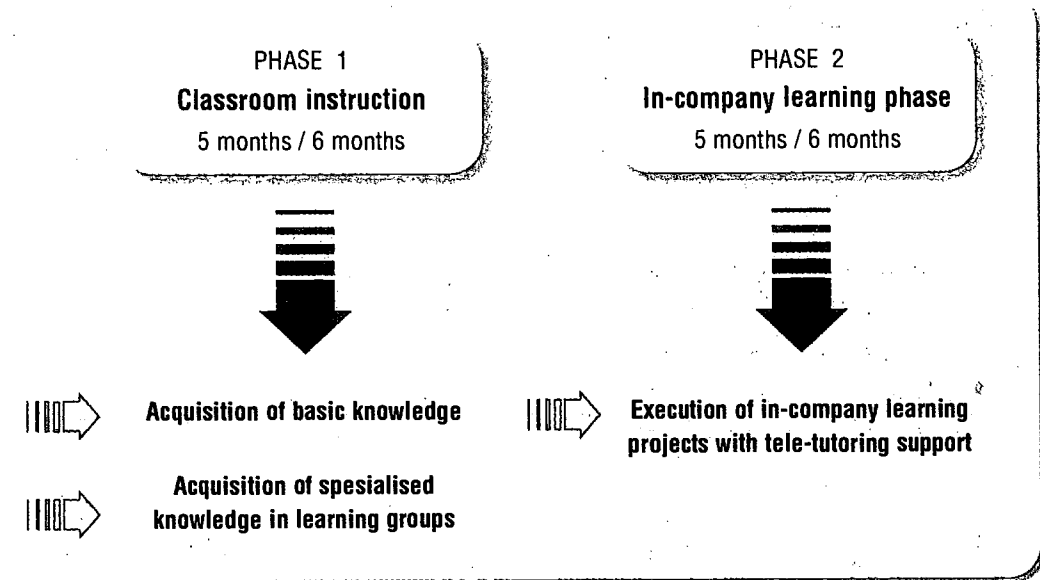 PHASE 1
Classroom instruction
5 months / 6 months
PHASE 2
In-company learning phase
5 months / 6 months
Acquisition of basic knowledge
Acquisition of spesialised
knowledge in learning groups
Execution of in-company learning
projects with tele-tutoring support